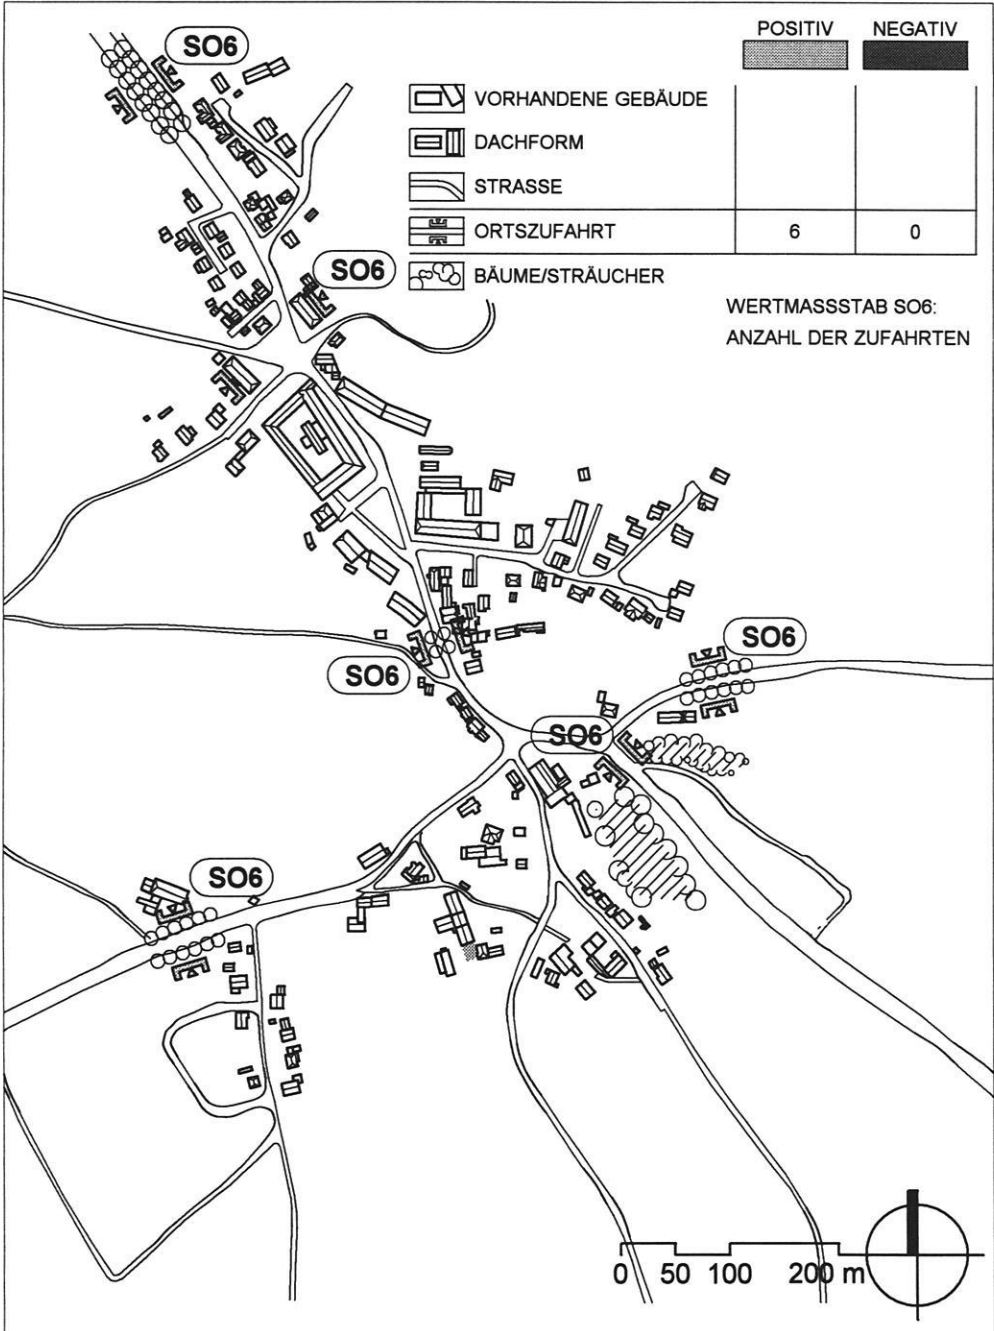 POSITIV NEGATIV
SO6
VORHANDENE GEBÄUDE
DACHFORM
STRASSE
ORTSZUFAHRT 6 0
SO6
BÄUME/STRÄUCHER
WERTMASSSTAB SO6:
ANZAHL DER ZUFAHRTEN
SO6
SO6
SO6
SO6
0 50 100 200 m